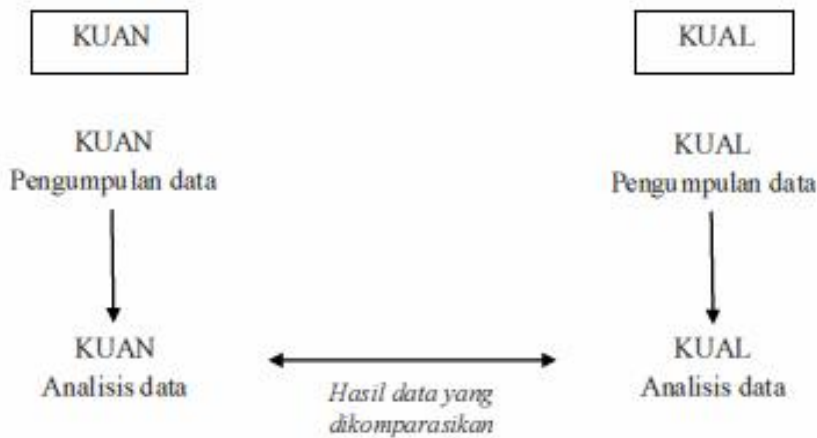 KUAN
KUAL
KUAN
Pengumpulan data
KUAL
Pengumpulan data
KUAN
Analisis data
Hasil data yang
dikomparasikan
KUAL
Analisis data